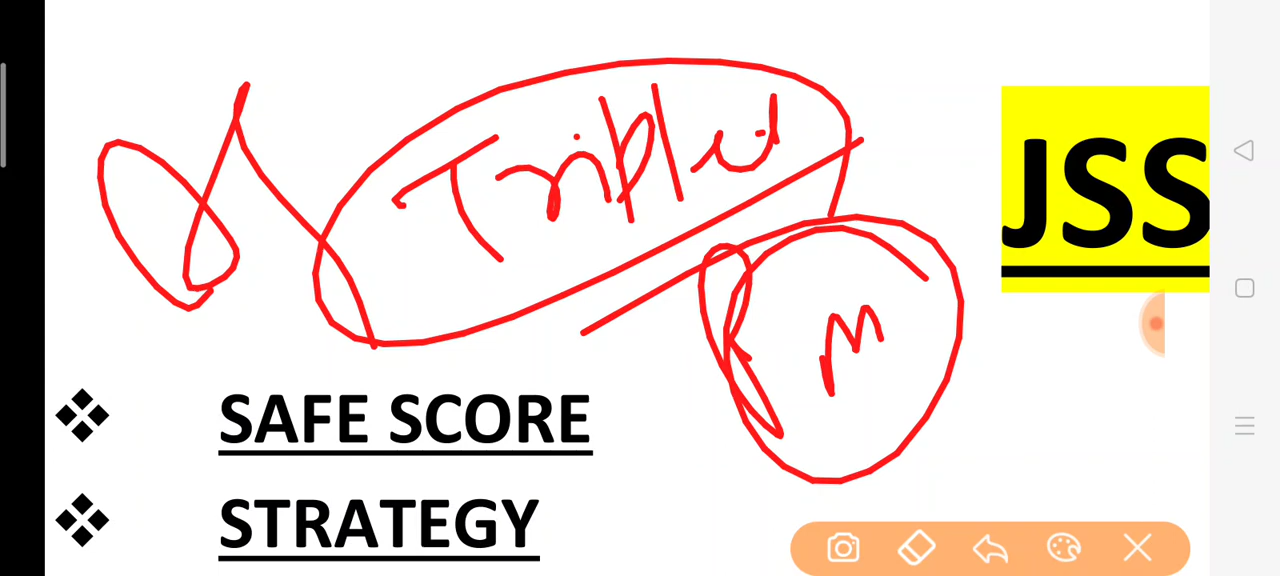 Triplet
JSS
M
SAFE SCORE
STRATEGY